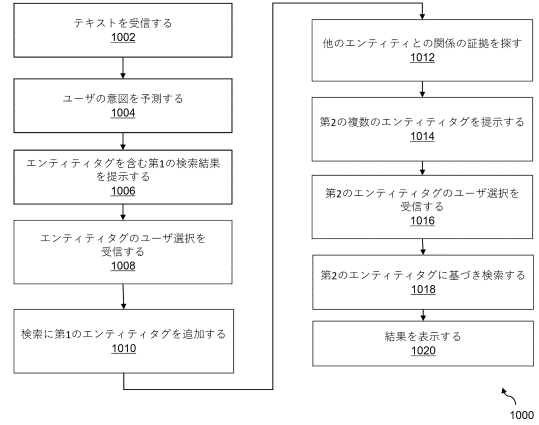 テキストを受信する
1002
ユーザの意図を予測する
1004
エンティティタグを含む第1の検索結果
を提示する
1006
エンティティタグのユーザ選択を
受信する
1008
検索に第1のエンティティタグを追加する
1010
他のエンティティとの関係の証拠を探す
1012
第2の複数のエンティティタグを提示する
1014
第2のエンティティタグのユーザ選択を
受信する
1016
第2のエンティティタグに基づき検索する
1018
結果を表示する
1020
1000